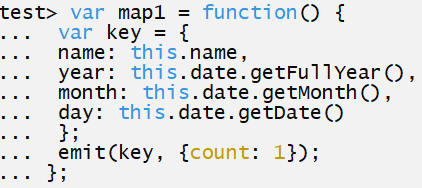 test> var map1 = function() {
... var key = {
... name: this.name,
... year: this.date.getFullYear(),
... month: this.date.getMonth(),
... day: this.date.getDate()
... };
... emit(key, {count: 1});
... };